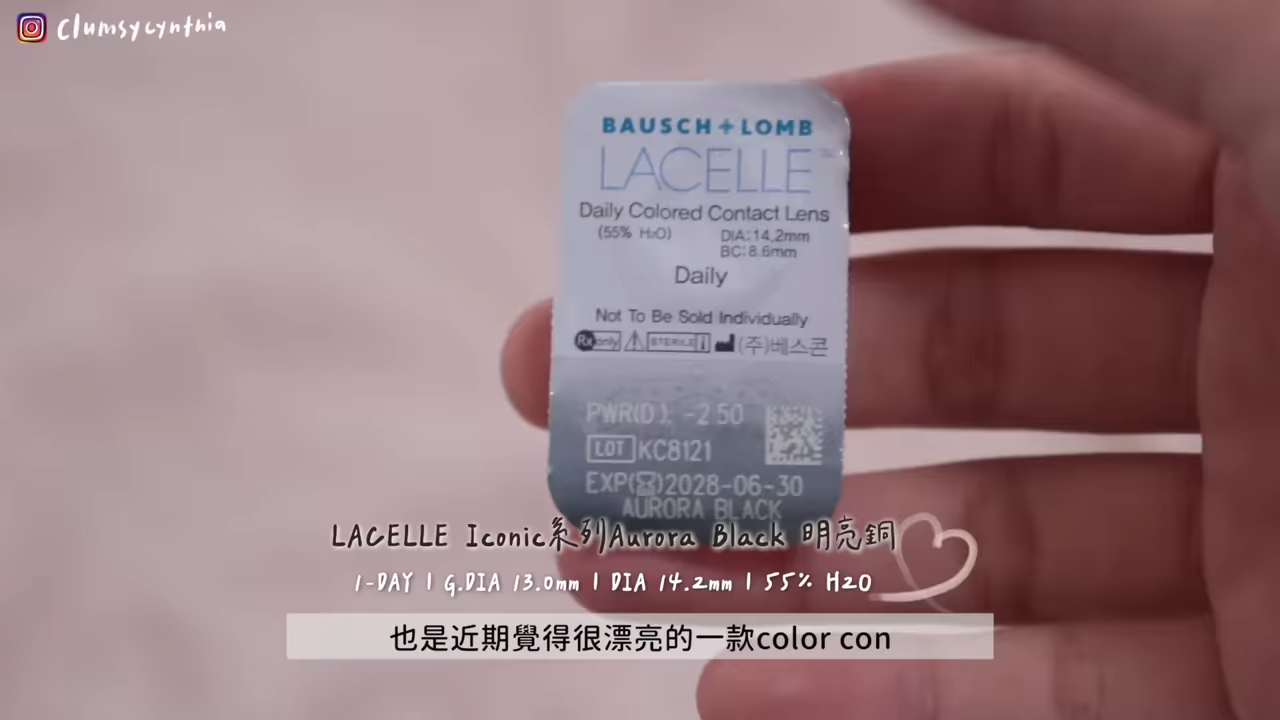 clumsycynthia
BAUSCH + LOMB
LACELLE™
Daily Colored Contact Lens
(55% H₂O) DIA:14.2mm
BC:8.6mm
Daily
Not To Be Sold Individually
Rx only STERILE (주)베스콘
PWR(D). -2.50
LOT KC8121
EXP(⌛)2028-06-30
AURORA BLACK
LACELLE Iconic系列Aurora Black 明亮銅
1-DAY | G.DIA 13.0mm | DIA 14.2mm | 55% H2O
也是近期覺得很漂亮的一款color con